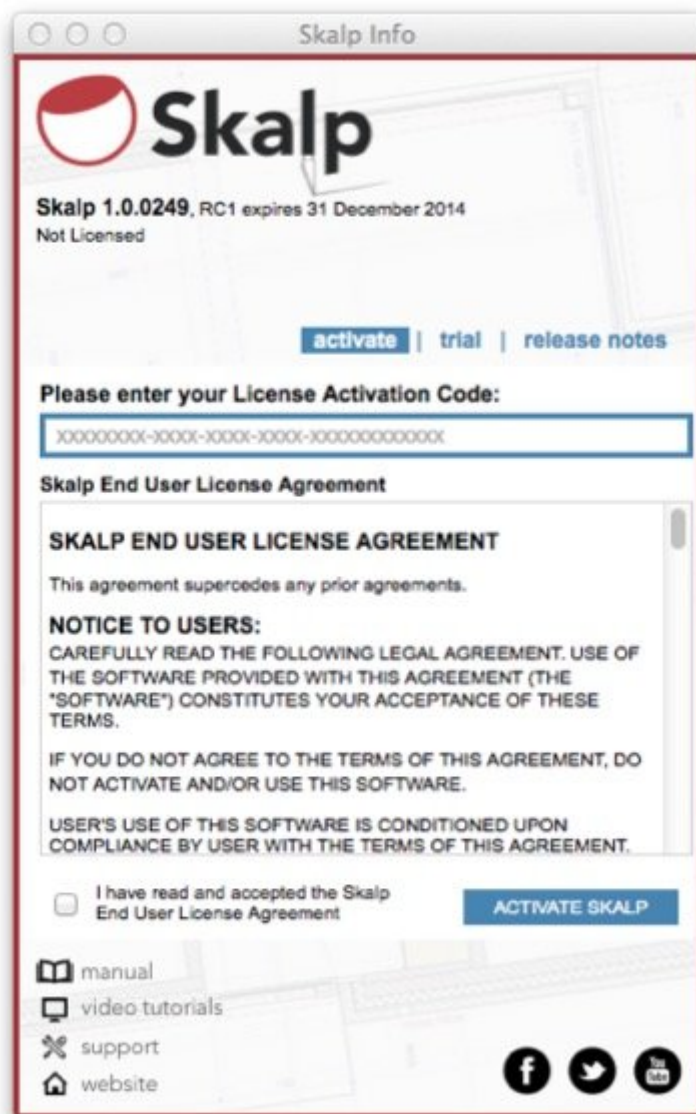 Skalp Info
Skalp
Skalp 1.0.0249, RC1 expires 31 December 2014
Not Licensed
activate | trial | release notes
Please enter your License Activation Code:
xxxxxxxx-xxxx-xxxx-xxxx-xxxxxxxxxxxx
Skalp End User License Agreement
SKALP END USER LICENSE AGREEMENT
This agreement supercedes any prior agreements.
NOTICE TO USERS:
CAREFULLY READ THE FOLLOWING LEGAL AGREEMENT. USE OF
THE SOFTWARE PROVIDED WITH THIS AGREEMENT (THE
"SOFTWARE") CONSTITUTES YOUR ACCEPTANCE OF THESE
TERMS.
IF YOU DO NOT AGREE TO THE TERMS OF THIS AGREEMENT, DO
NOT ACTIVATE AND/OR USE THIS SOFTWARE.
USER'S USE OF THIS SOFTWARE IS CONDITIONED UPON
COMPLIANCE BY USER WITH THE TERMS OF THIS AGREEMENT.
I have read and accepted the Skalp
End User License Agreement
ACTIVATE SKALP
manual
video tutorials
support
website
You
Tube